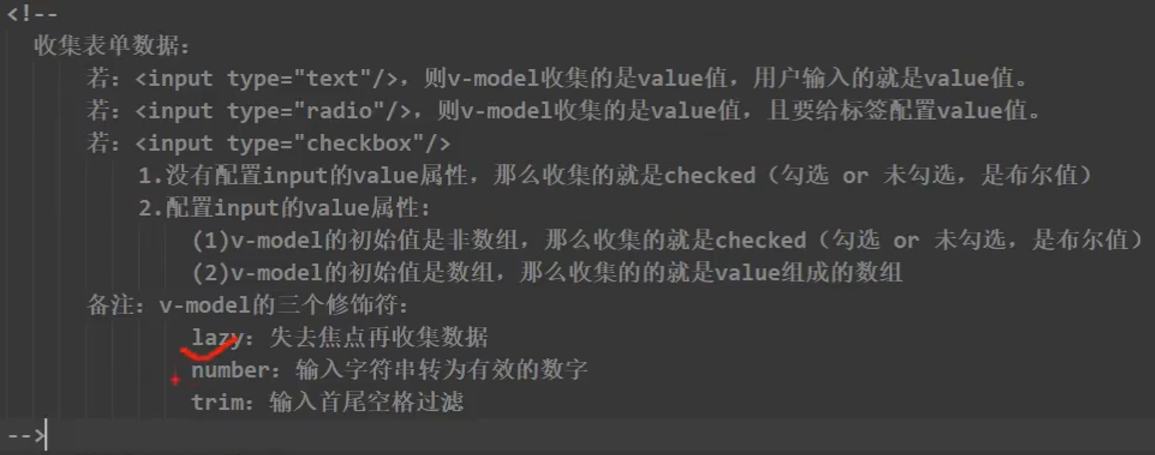 <!--
收集表单数据：
若：<input type="text"/>，则v-model收集的是value值，用户输入的就是value值。
若：<input type="radio"/>，则v-model收集的是value值，且要给标签配置value值。
若：<input type="checkbox"/>
1.没有配置input的value属性，那么收集的就是checked（勾选 or 未勾选，是布尔值）
2.配置input的value属性:
(1)v-model的初始值是非数组，那么收集的就是checked（勾选 or 未勾选，是布尔值）
(2)v-model的初始值是数组，那么收集的的就是value组成的数组
备注：v-model的三个修饰符：
lazy：失去焦点再收集数据
number：输入字符串转为有效的数字
trim：输入首尾空格过滤
-->